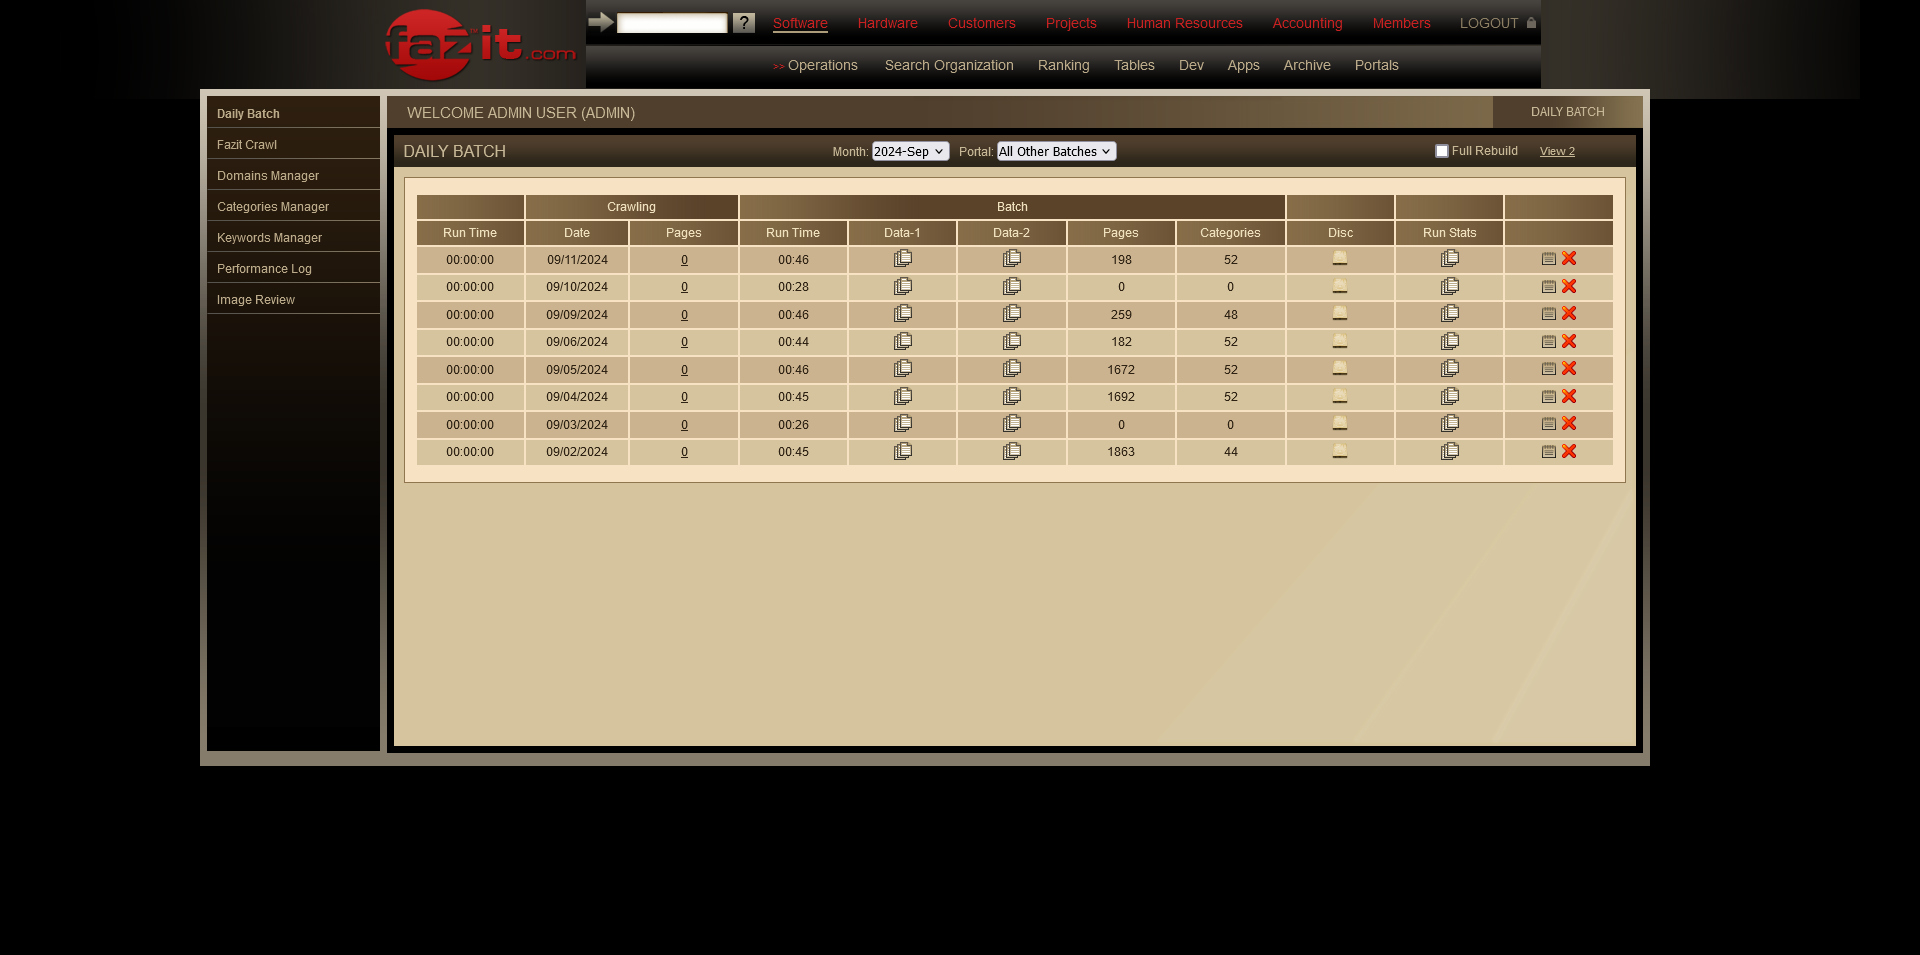 fazit.com
?
Software Hardware Customers Projects Human Resources Accounting Members LOGOUT
>> Operations Search Organization Ranking Tables Dev Apps Archive Portals
Daily Batch
Fazit Crawl
Domains Manager
Categories Manager
Keywords Manager
Performance Log
Image Review
WELCOME ADMIN USER (ADMIN) DAILY BATCH
DAILY BATCH Month: 2024-Sep Portal: All Other Batches Full Rebuild View 2
Crawling Batch
Run Time Date Pages Run Time Data-1 Data-2 Pages Categories Disc Run Stats
00:00:00 09/11/2024 0 00:46 198 52
00:00:00 09/10/2024 0 00:28 0 0
00:00:00 09/09/2024 0 00:46 259 48
00:00:00 09/06/2024 0 00:44 182 52
00:00:00 09/05/2024 0 00:46 1672 52
00:00:00 09/04/2024 0 00:45 1692 52
00:00:00 09/03/2024 0 00:26 0 0
00:00:00 09/02/2024 0 00:45 1863 44